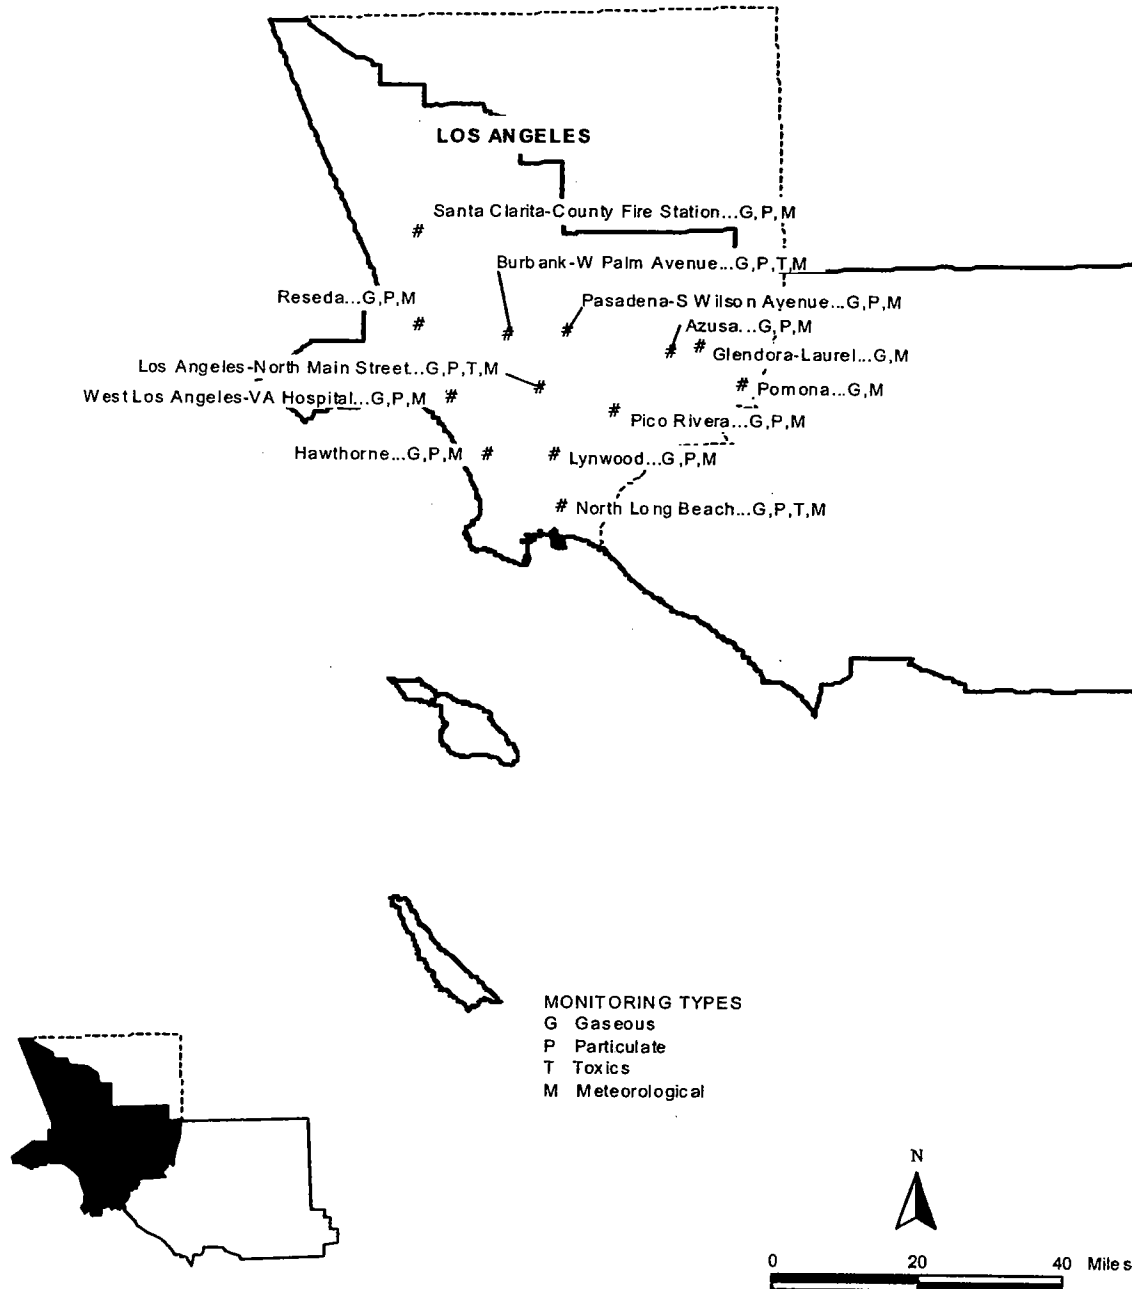 LOS ANGELES
Santa Clarita-County Fire Station...G,P,M
#
Burbank-W Palm Avenue...G,P,T,M
Reseda...G,P,M
Pasadena-S Wilson Avenue...G,P,M
#
#
#
Azusa...G,P,M
#
#
Glendora-Laurel...G,M
Los Angeles-North Main Street...G,P,T,M
#
#
Pomona...G,M
West Los Angeles-VA Hospital...G,P,M
#
#
Pico Rivera...G,P,M
Hawthorne...G,P,M
#
#
Lynwood...G,P,M
#
North Long Beach...G,P,T,M
MONITORING TYPES
G Gaseous
P Particulate
T Toxics
M Meteorological
N
0 20 40 Miles